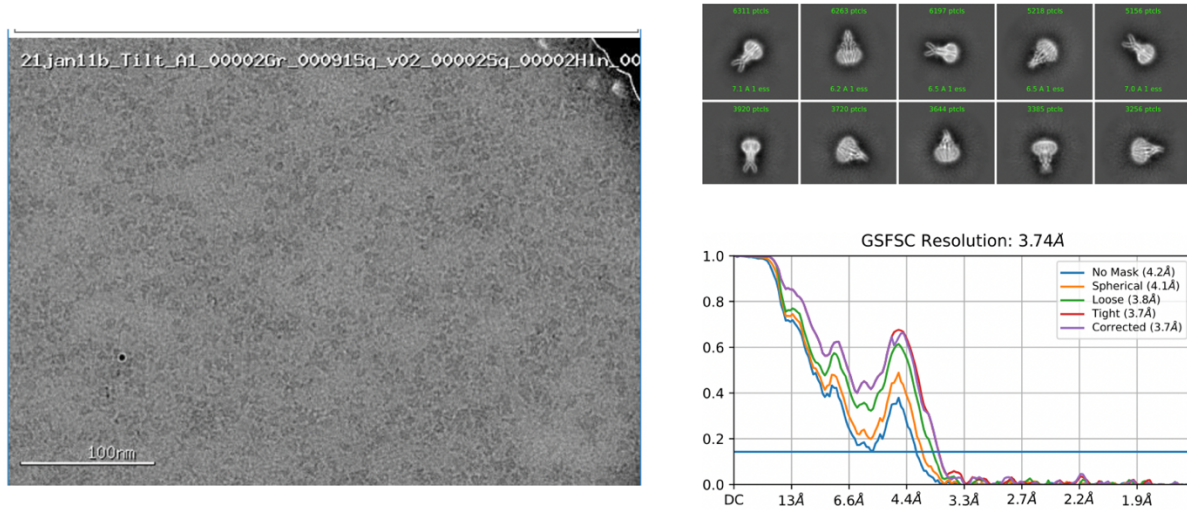 21jan11b_Tilt_A1_00002Gr_00091Sq_v02_00002Sq_00002Hln_00
100nm
6311 ptcls
6263 ptcls
6197 ptcls
5218 ptcls
5154 ptcls
7.1 Å 1 ess
6.2 Å 1 ess
6.5 Å 1 ess
6.5 Å 1 ess
7.0 Å 1 ess
3920 ptcls
3720 ptcls
3644 ptcls
3385 ptcls
3256 ptcls
GSFSC Resolution: 3.74Å
1.0
0.8
0.6
0.4
0.2
0.0
No Mask (4.2Å)
Spherical (4.1Å)
Loose (3.8Å)
Tight (3.7Å)
Corrected (3.7Å)
DC 13Å 6.6Å 4.4Å 3.3Å 2.7Å 2.2Å 1.9Å